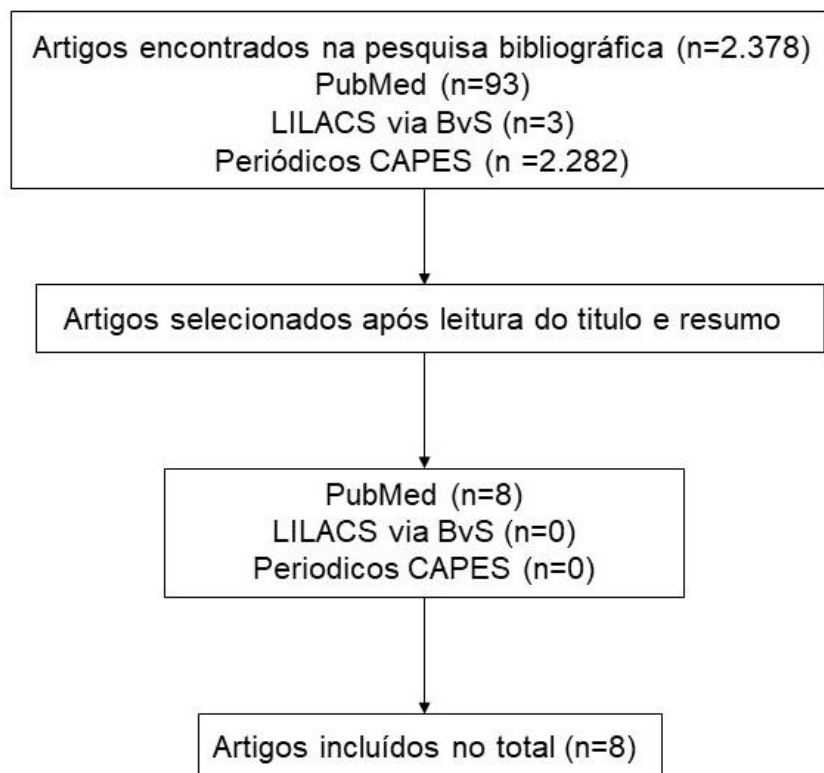 Artigos encontrados na pesquisa bibliográfica (n=2.378)
PubMed (n=93)
LILACS via BvS (n=3)
Periódicos CAPES (n =2.282)
Artigos selecionados após leitura do titulo e resumo
PubMed (n=8)
LILACS via BvS (n=0)
Periodicos CAPES (n=0)
Artigos incluídos no total (n=8)